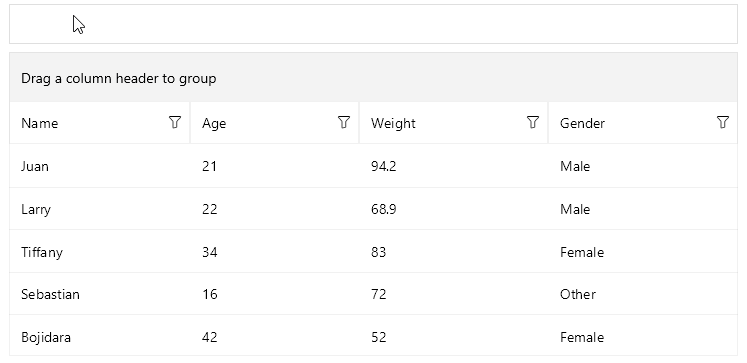 Drag a column header to group
Name Age Weight Gender
Juan 21 94.2 Male
Larry 22 68.9 Male
Tiffany 34 83 Female
Sebastian 16 72 Other
Bojidara 42 52 Female